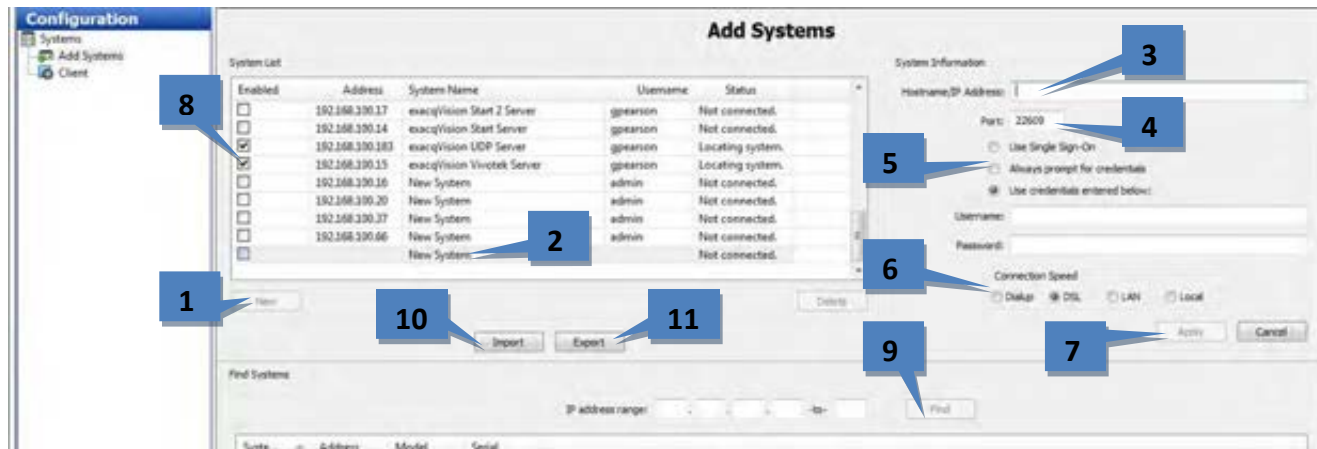 Configuration
Systems
Add Systems
Client
Add Systems
System List
Enabled Address System Name Username Status
192.168.100.17 exacqVision Start 2 Server gpearson Not connected.
192.168.100.14 exacqVision Start Server gpearson Not connected.
192.168.100.183 exacqVision UDP Server gpearson Locating system.
192.168.100.15 exacqVision Vivotek Server gpearson Locating system.
192.168.100.16 New System admin Not connected.
192.168.100.20 New System admin Not connected.
192.168.100.37 New System admin Not connected.
192.168.100.66 New System admin Not connected.
New System Not connected.
New
Delete
Import
Export
System Information
Hostname/IP Address:
Port: 22609
Use Single Sign-On
Always prompt for credentials
Use credentials entered below:
Username:
Password:
Connection Speed
Dialup DSL LAN Local
Apply Cancel
Find Systems
IP address range: . . . -to-
Find
Syste... Address Model Serial
1
2
3
4
5
6
7
8
9
10
11